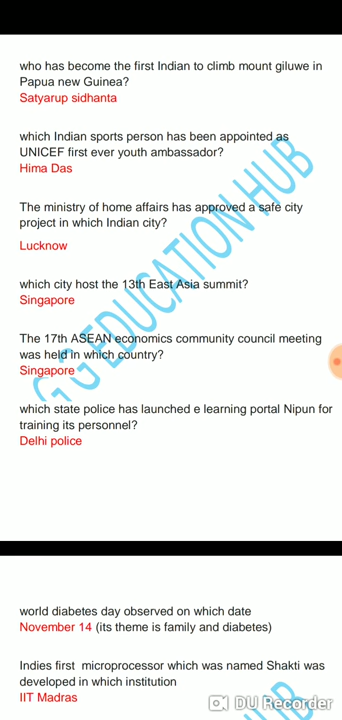 who has become the first Indian to climb mount giluwe in
Papua new Guinea?
Satyarup sidhanta
which Indian sports person has been appointed as
UNICEF first ever youth ambassador?
Hima Das
The ministry of home affairs has approved a safe city
project in which Indian city?
Lucknow
which city host the 13th East Asia summit?
Singapore
The 17th ASEAN economics community council meeting
was held in which country?
Singapore
which state police has launched e learning portal Nipun for
training its personnel?
Delhi police
GG EDUCATION HUB
world diabetes day observed on which date
November 14 (its theme is family and diabetes)
Indies first microprocessor which was named Shakti was
developed in which institution
IIT Madras
HUB
DU Recorder